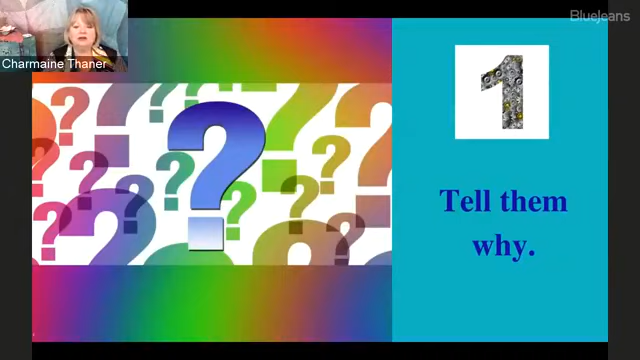 BlueJeans
Charmaine Thaner
1
Tell them
why.